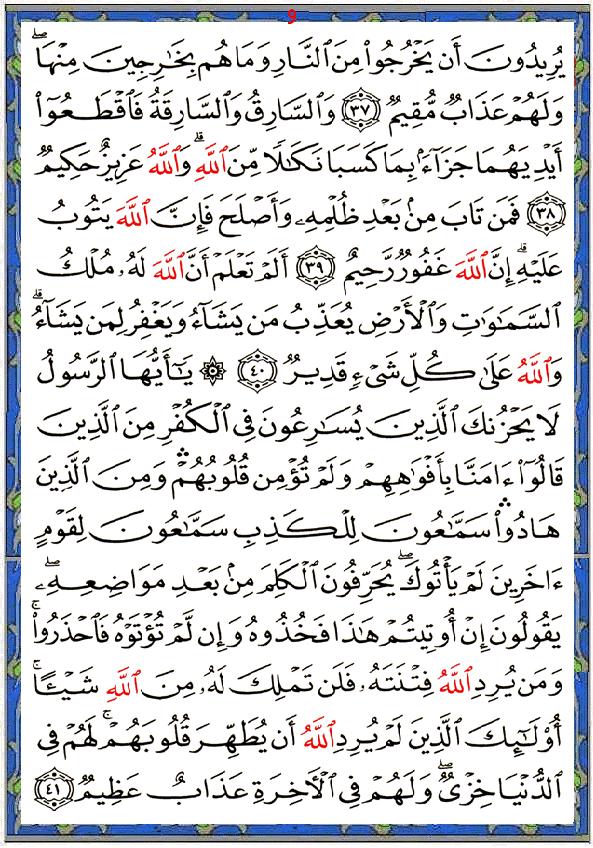 9
يُرِيدُونَ أَن يَخْرُجُوا۟ مِنَ ٱلنَّارِ وَمَا هُم بِخَٰرِجِينَ مِنْهَا ۖ
وَلَهُمْ عَذَابٌ مُّقِيمٌ ٣٧ وَٱلسَّارِقُ وَٱلسَّارِقَةُ فَٱقْطَعُوٓا۟
أَيْدِيَهُمَا جَزَآءًۢ بِمَا كَسَبَا نَكَٰلًا مِّنَ ٱللَّهِ ۗ وَٱللَّهُ عَزِيزٌ حَكِيمٌ
٣٨ فَمَن تَابَ مِنۢ بَعْدِ ظُلْمِهِۦ وَأَصْلَحَ فَإِنَّ ٱللَّهَ يَتُوبُ
عَلَيْهِ ۗ إِنَّ ٱللَّهَ غَفُورٌ رَّحِيمٌ ٣٩ أَلَمْ تَعْلَمْ أَنَّ ٱللَّهَ لَهُۥ مُلْكُ
ٱلسَّمَٰوَٰتِ وَٱلْأَرْضِ يُعَذِّبُ مَن يَشَآءُ وَيَغْفِرُ لِمَن يَشَآءُ ۗ
وَٱللَّهُ عَلَىٰ كُلِّ شَىْءٍ قَدِيرٌ ٤٠ ۞ يَٰٓأَيُّهَا ٱلرَّسُولُ
لَا يَحْزُنكَ ٱلَّذِينَ يُسَٰرِعُونَ فِى ٱلْكُفْرِ مِنَ ٱلَّذِينَ
قَالُوٓا۟ ءَامَنَّا بِأَفْوَٰهِهِمْ وَلَمْ تُؤْمِن قُلُوبُهُمْ ۛ وَمِنَ ٱلَّذِينَ
هَادُوا۟ ۛ سَمَّٰعُونَ لِلْكَذِبِ سَمَّٰعُونَ لِقَوْمٍ
ءَاخَرِينَ لَمْ يَأْتُوكَ ۖ يُحَرِّفُونَ ٱلْكَلِمَ مِنۢ بَعْدِ مَوَاضِعِهِۦ ۖ
يَقُولُونَ إِنْ أُوتِيتُمْ هَٰذَا فَخُذُوهُ وَإِن لَّمْ تُؤْتَوْهُ فَٱحْذَرُوا۟ ۚ
وَمَن يُرِدِ ٱللَّهُ فِتْنَتَهُۥ فَلَن تَمْلِكَ لَهُۥ مِنَ ٱللَّهِ شَيْـًٔا ۚ
أُو۟لَٰٓئِكَ ٱلَّذِينَ لَمْ يُرِدِ ٱللَّهُ أَن يُطَهِّرَ قُلُوبَهُمْ ۚ لَهُمْ فِى
ٱلدُّنْيَا خِزْىٌ ۖ وَلَهُمْ فِى ٱلْءَاخِرَةِ عَذَابٌ عَظِيمٌ ٤١